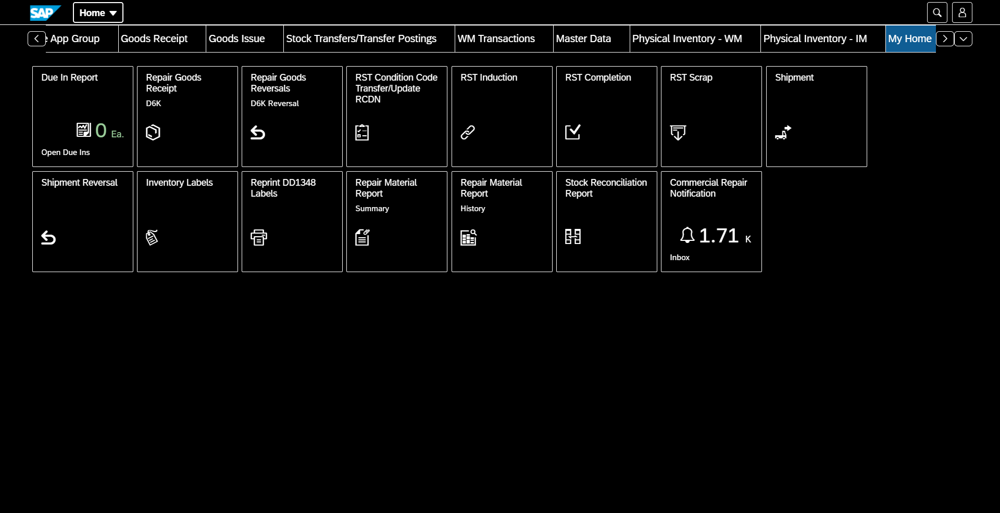 SAP
Home
App Group
Goods Receipt
Goods Issue
Stock Transfers/Transfer Postings
WM Transactions
Master Data
Physical Inventory - WM
Physical Inventory - IM
My Home
Due In Report
0 Ea.
Open Due Ins
Repair Goods
Receipt
D6K
Repair Goods
Reversals
D6K Reversal
RST Condition Code
Transfer/Update
RCDN
RST Induction
RST Completion
RST Scrap
Shipment
Shipment Reversal
Inventory Labels
Reprint DD1348
Labels
Repair Material
Report
Summary
Repair Material
Report
History
Stock Reconciliation
Report
Commercial Repair
Notification
1.71 K
Inbox